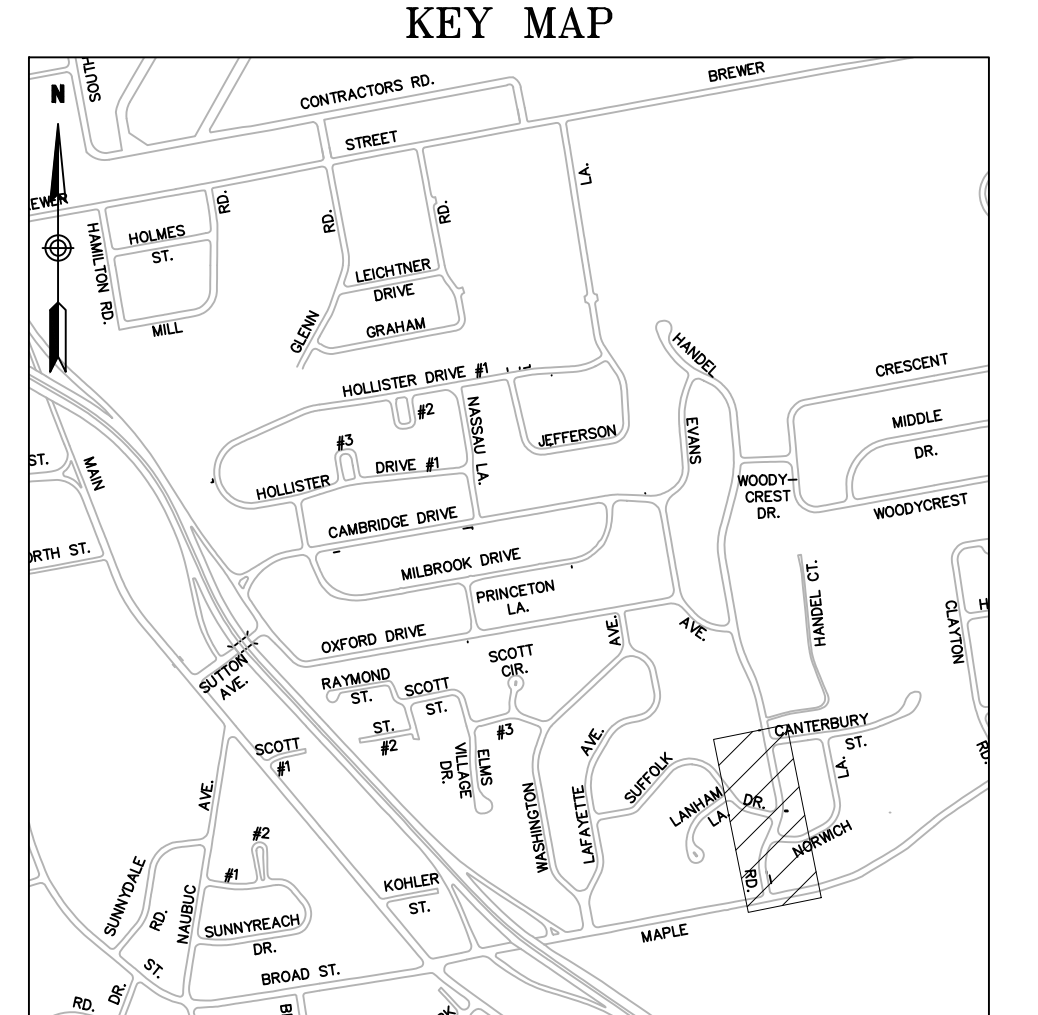 KEY MAP
SOUTH
N
CONTRACTORS RD.
BREWER
STREET
LA.
RD.
RD.
RD.
HAMILTON RD.
HOLMES
ST.
MILL
LEICHTNER
DRIVE
GRAHAM
GLENN
HANDEL
CRESCENT
MIDDLE
DR.
WOODYCREST
WOODY-
CREST
DR.
HOLLISTER DRIVE #1
#2
#3
HOLLISTER
DRIVE #1
NASSAU LA.
JEFFERSON
EVANS
ST.
MAIN
CAMBRIDGE DRIVE
MILBROOK DRIVE
PRINCETON
LA.
OXFORD DRIVE
AVE.
AVE.
HANDEL CT.
CLAYTON
RD.
SUTTON
AVE.
RAYMOND
ST.
SCOTT
ST.
SCOTT
CIR.
ST.
#2
#3
SCOTT
#1
VILLAGE
DR.
ELMS
WASHINGTON
LAFAYETTE
AVE.
SUFFOLK
LANHAM
LA.
DR.
CANTERBURY
ST.
LA.
NORWICH
RD.
MAPLE
AVE.
#2
#1
SUNNYDALE
RD.
NAUBUC
SUNNYREACH
DR.
KOHLER
ST.
ST.
BROAD ST.
RD.
DR.